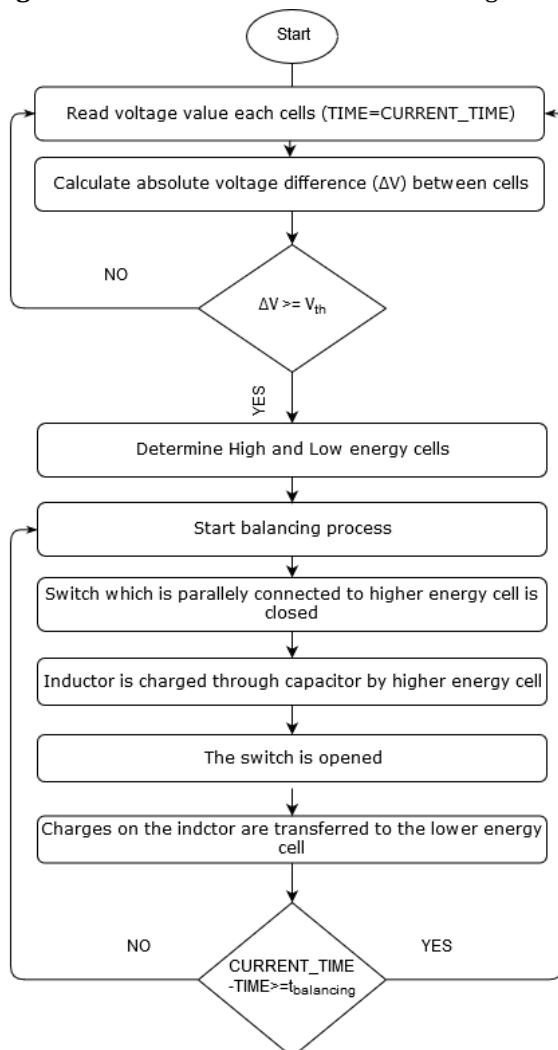 Start
Read voltage value each cells (TIME=CURRENT_TIME)
Calculate absolute voltage difference (ΔV) between cells
NO
ΔV >= Vth
YES
Determine High and Low energy cells
Start balancing process
Switch which is parallely connected to higher energy cell is
closed
Inductor is charged through capacitor by higher energy cell
The switch is opened
Charges on the indctor are transferred to the lower energy
cell
NO
YES
CURRENT_TIME
-TIME>=tbalancing